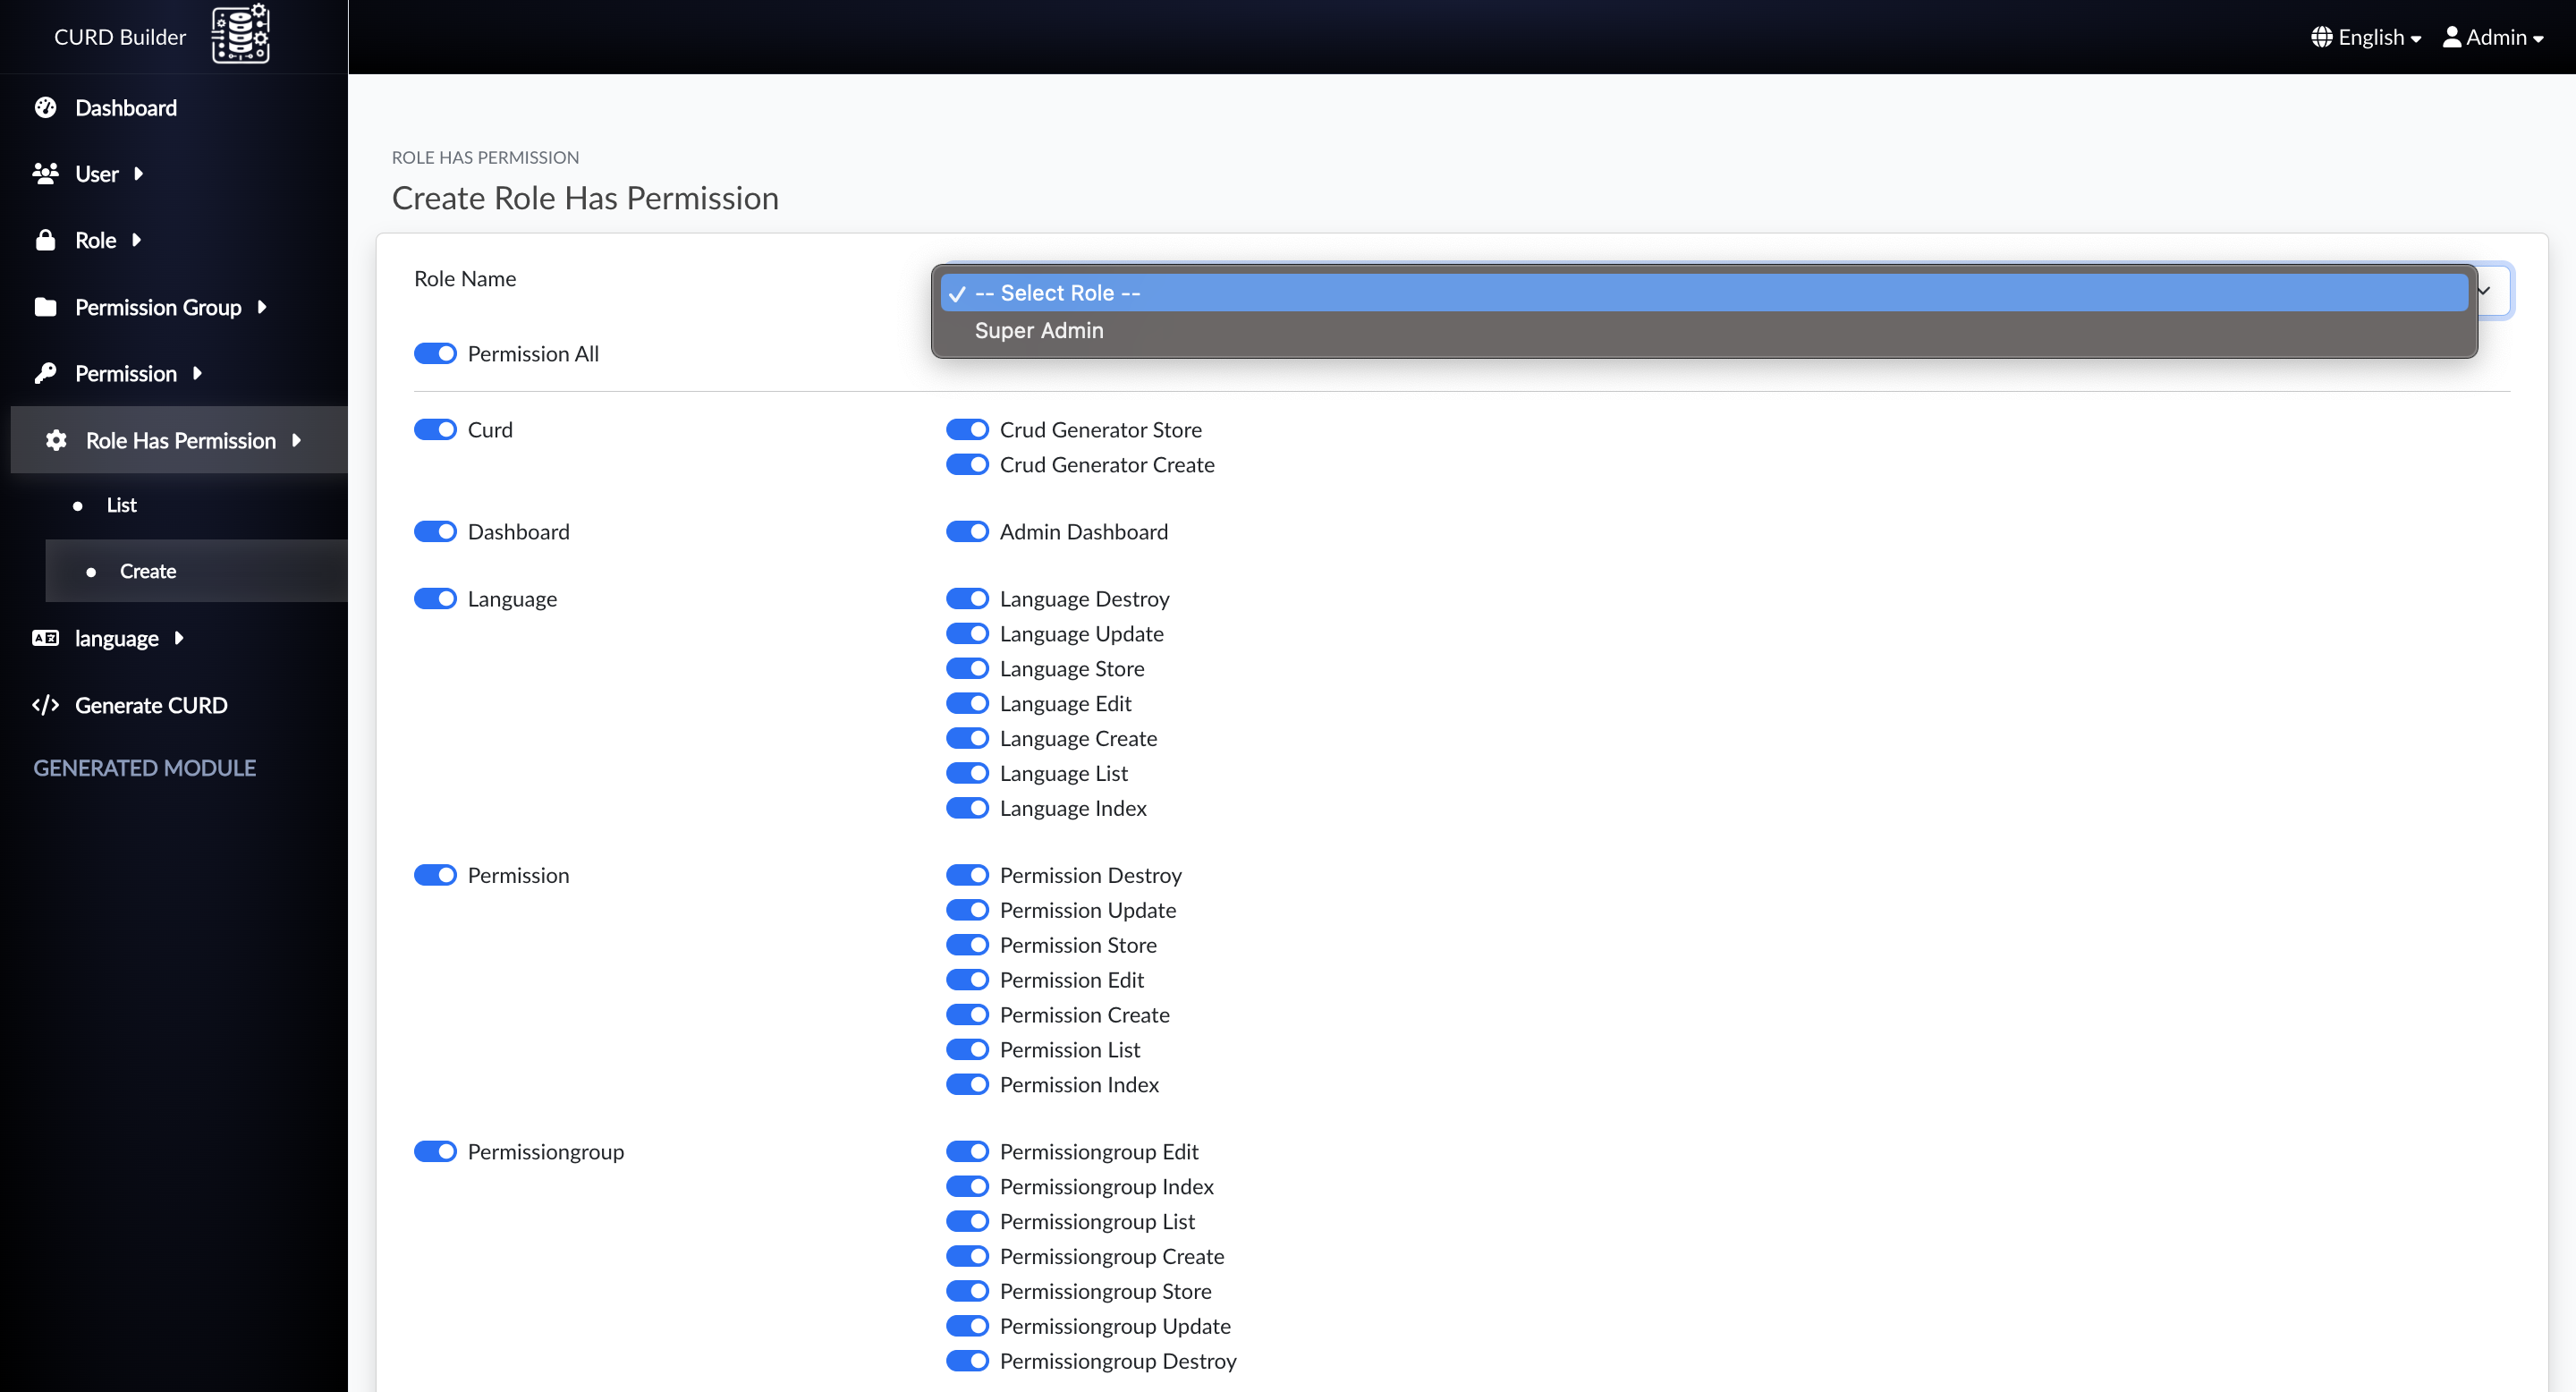 CURD Builder
English
Admin
Dashboard
User
Role
Permission Group
Permission
Role Has Permission
List
Create
language
Generate CURD
GENERATED MODULE
ROLE HAS PERMISSION
Create Role Has Permission
Role Name
-- Select Role --
Super Admin
Permission All
Curd
Crud Generator Store
Crud Generator Create
Dashboard
Admin Dashboard
Language
Language Destroy
Language Update
Language Store
Language Edit
Language Create
Language List
Language Index
Permission
Permission Destroy
Permission Update
Permission Store
Permission Edit
Permission Create
Permission List
Permission Index
Permissiongroup
Permissiongroup Edit
Permissiongroup Index
Permissiongroup List
Permissiongroup Create
Permissiongroup Store
Permissiongroup Update
Permissiongroup Destroy